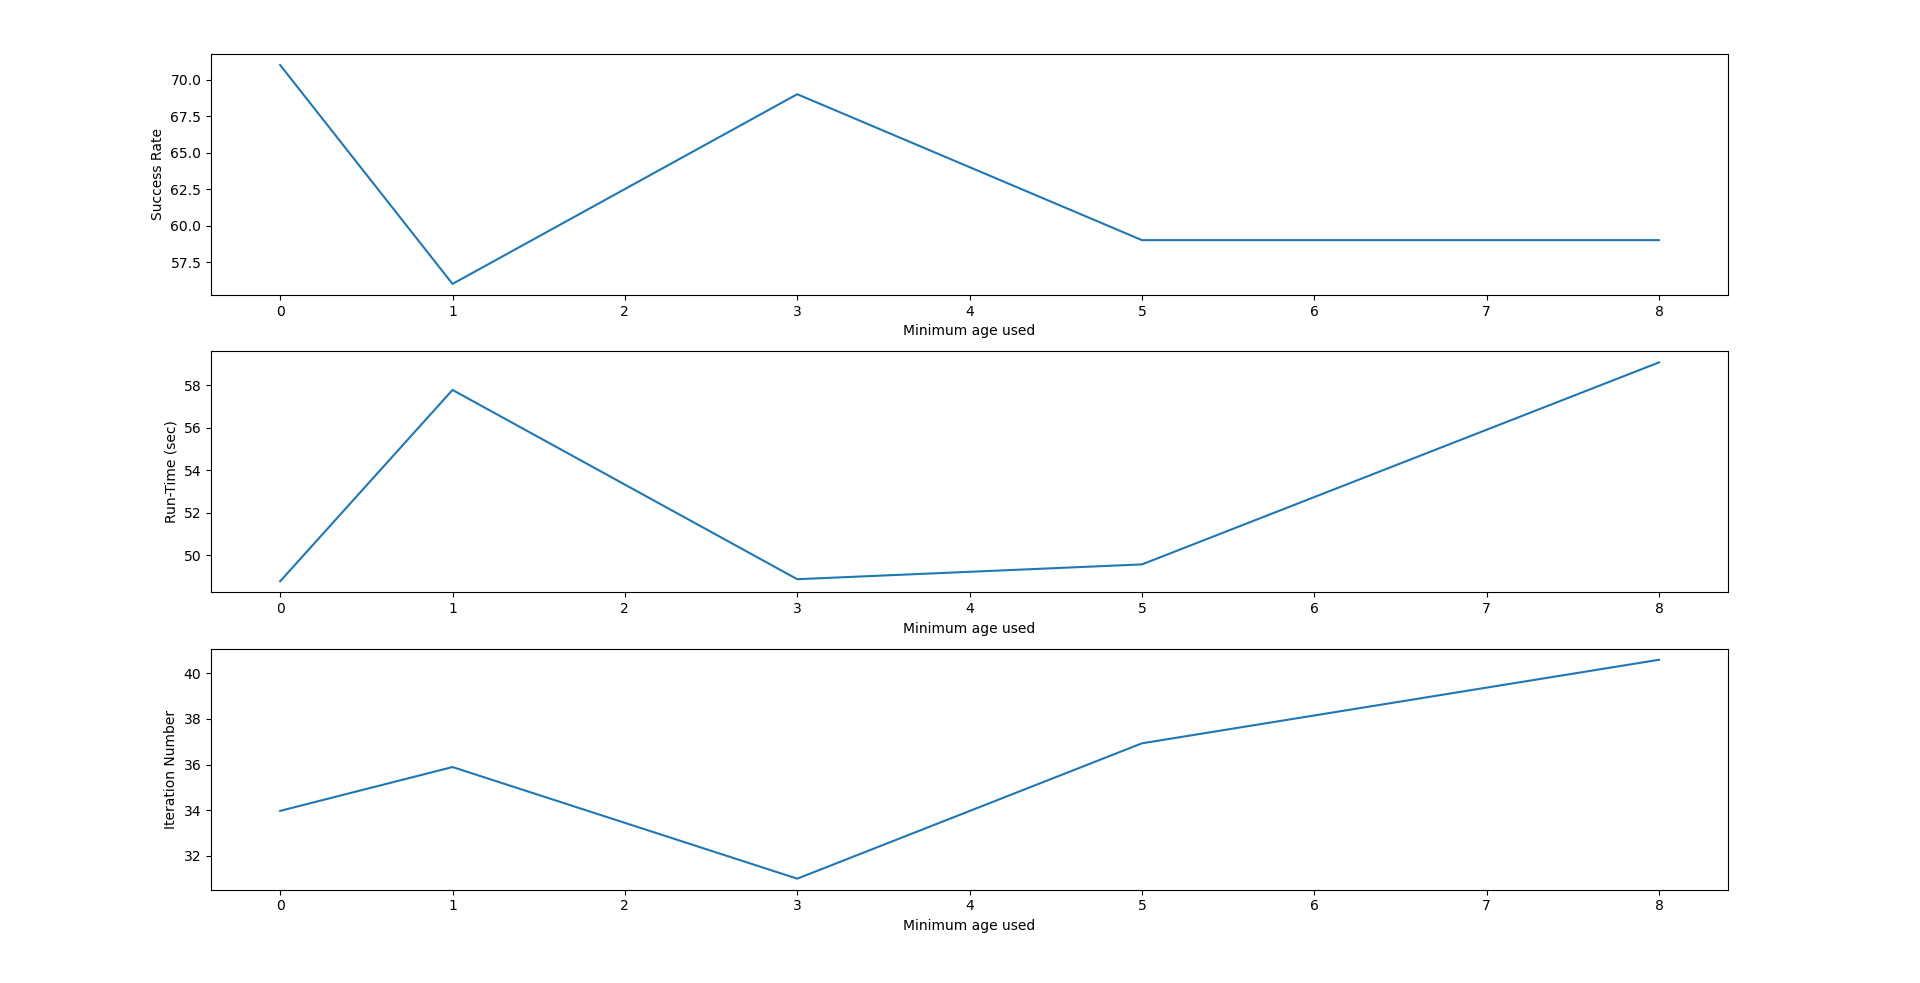 Success Rate
70.0
67.5
65.0
62.5
60.0
57.5
0 1 2 3 4 5 6 7 8
Minimum age used
Run-Time (sec)
58
56
54
52
50
0 1 2 3 4 5 6 7 8
Minimum age used
Iteration Number
40
38
36
34
32
0 1 2 3 4 5 6 7 8
Minimum age used